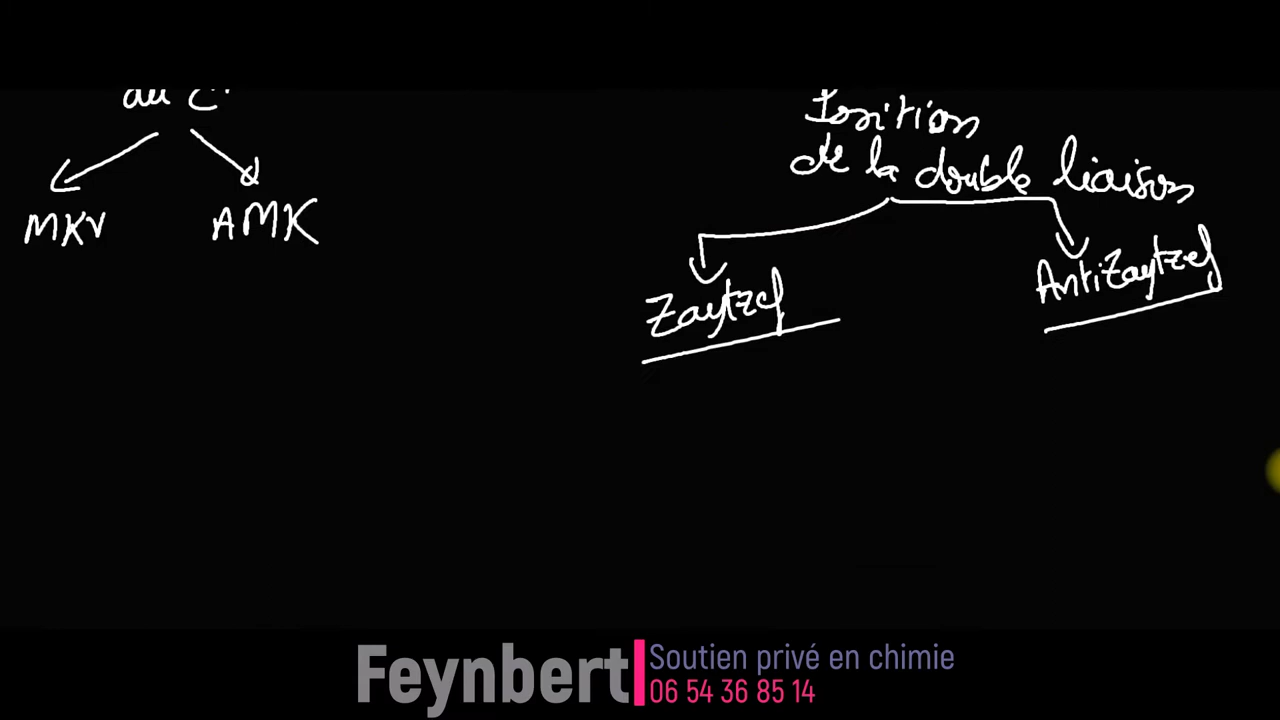 au
MKV AMK
Position
de la double liaison
Zaytzef
AntiZaytzef
Feynbert
Soutien privé en chimie
06 54 36 85 14